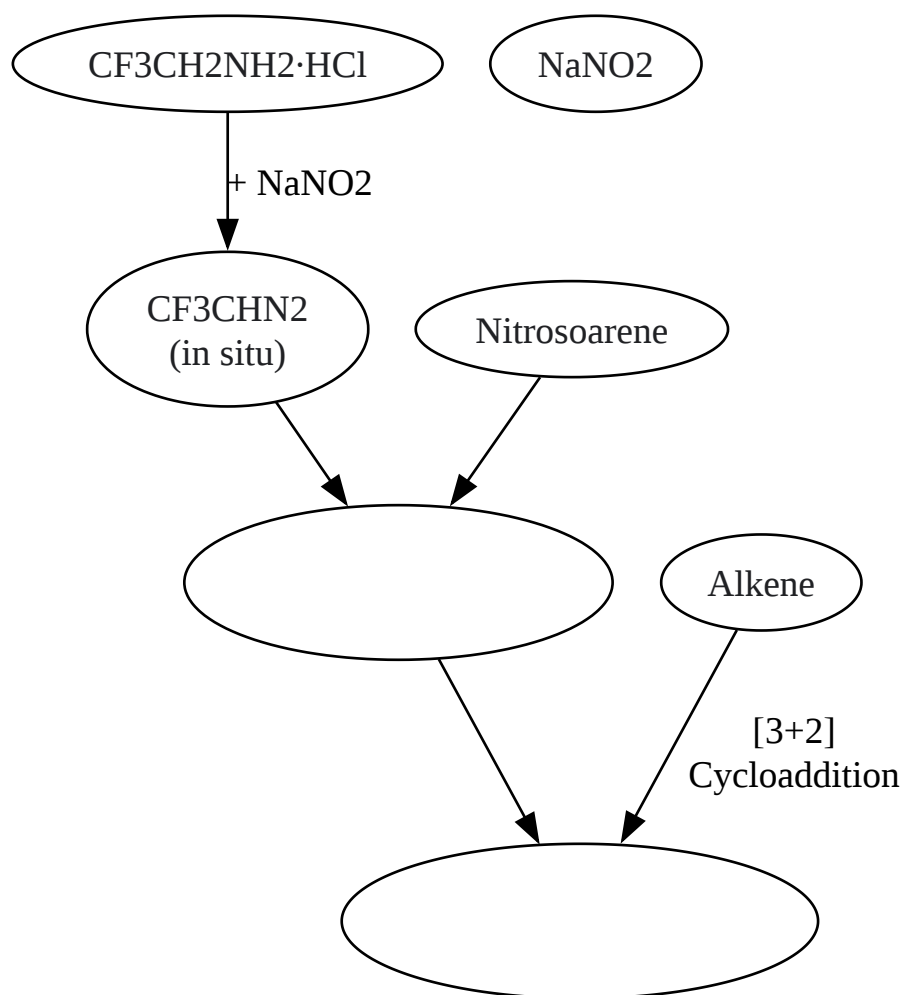 CF3CH2NH2·HCl
NaNO2
+ NaNO2
CF3CHN2
(in situ)
Nitrosoarene
Alkene
[3+2]
Cycloaddition